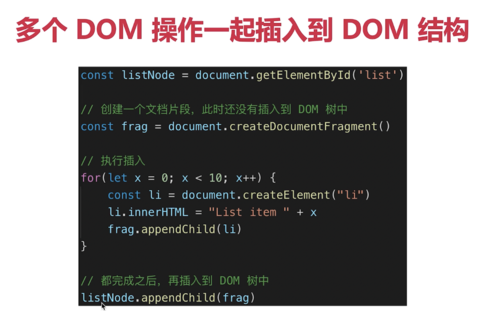 多个 DOM 操作一起插入到 DOM 结构
const listNode = document.getElementById('list')
// 创建一个文档片段，此时还没有插入到 DOM 树中
const frag = document.createDocumentFragment()
// 执行插入
for(let x = 0; x < 10; x++) {
    const li = document.createElement("li")
    li.innerHTML = "List item " + x
    frag.appendChild(li)
}
// 都完成之后，再插入到 DOM 树中
listNode.appendChild(frag)